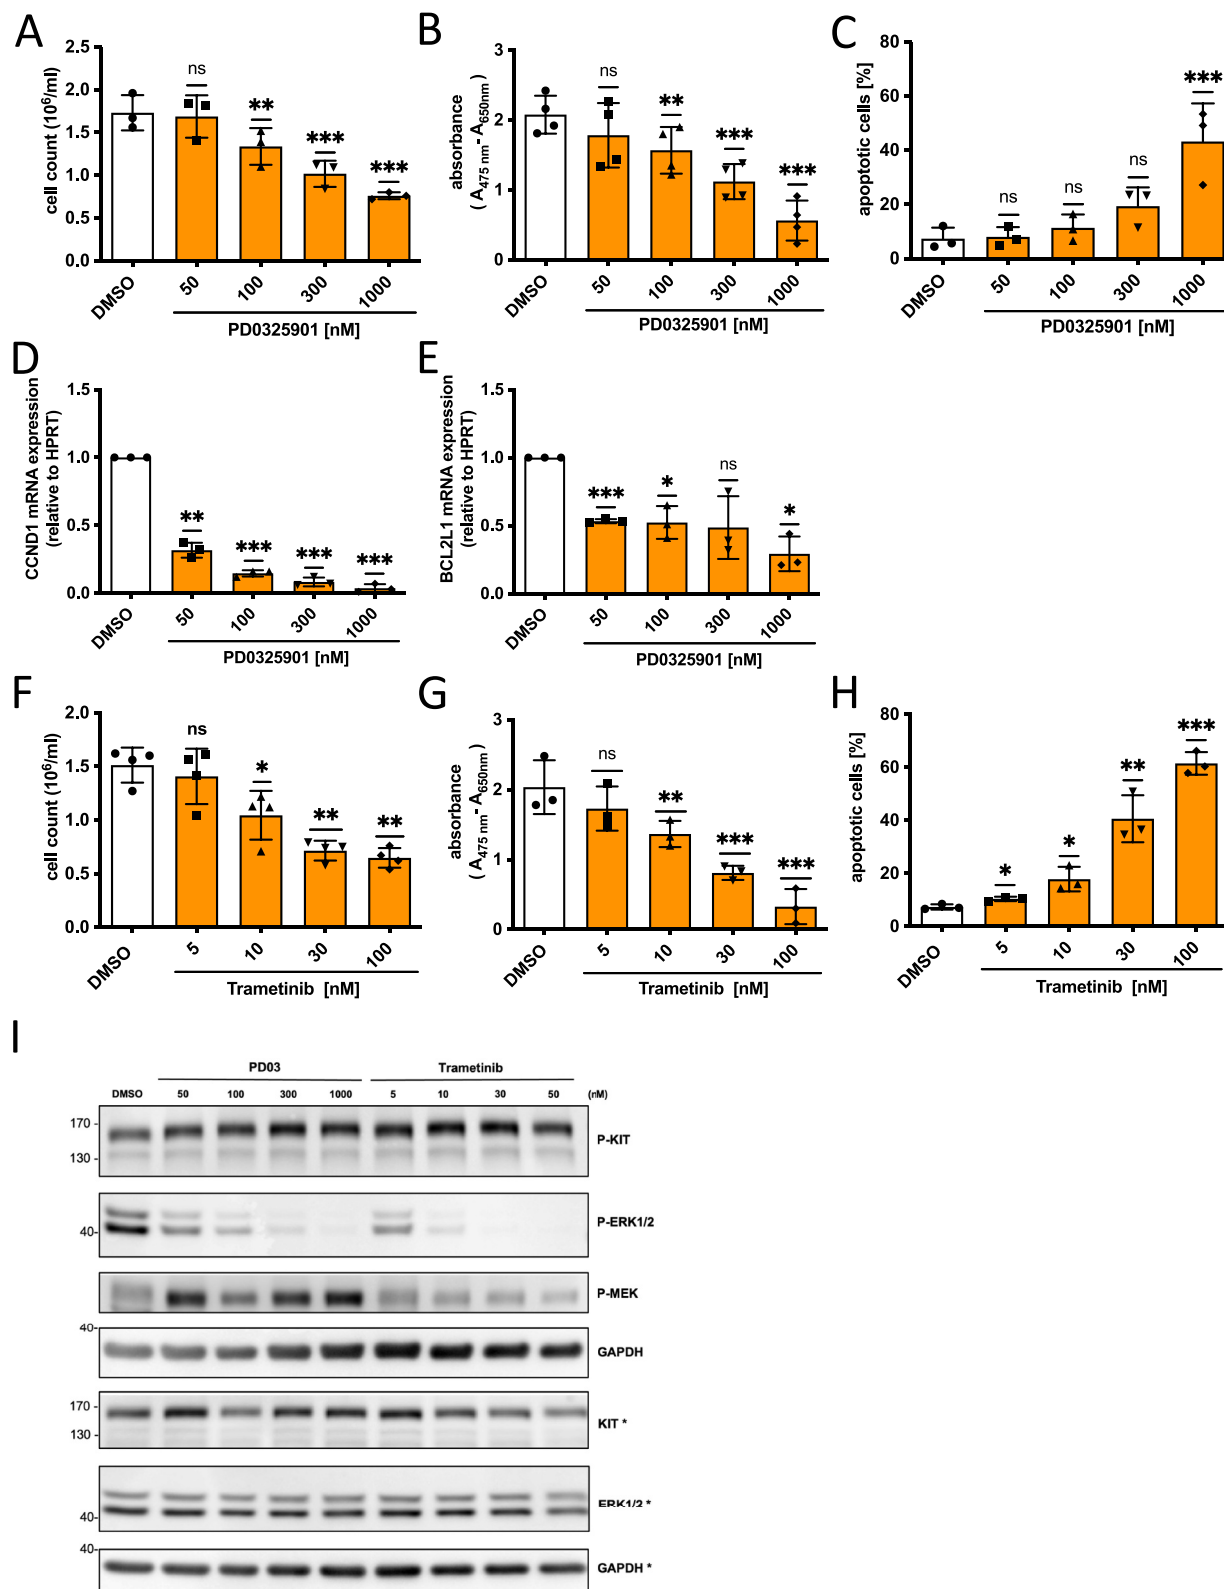 A
cell count (10⁶/ml)
2.5
2.0
1.5
1.0
0.5
0.0
ns
**
***
***
DMSO
50
100
300
1000
PD0325901 [nM]
B
absorbance
( A475 nm- A650nm)
3
2
1
0
ns
**
***
***
DMSO
50
100
300
1000
PD0325901 [nM]
C
apoptotic cells [%]
80
60
40
20
0
ns
ns
ns
***
DMSO
50
100
300
1000
PD0325901 [nM]
D
CCND1 mRNA expression
(relative to HPRT)
1.5
1.0
0.5
0.0
**
***
***
***
DMSO
50
100
300
1000
PD0325901 [nM]
E
BCL2L1 mRNA expression
(relative to HPRT)
1.5
1.0
0.5
0.0
***
*
ns
*
DMSO
50
100
300
1000
PD0325901 [nM]
F
cell count (10⁶/ml)
2.0
1.5
1.0
0.5
0.0
ns
*
**
**
DMSO
5
10
30
100
Trametinib [nM]
G
absorbance
( A475 nm- A650nm)
3
2
1
0
ns
**
***
***
DMSO
5
10
30
100
Trametinib [nM]
H
apoptotic cells [%]
80
60
40
20
0
*
*
**
***
DMSO
5
10
30
100
Trametinib [nM]
I
PD03 Trametinib
DMSO 50 100 300 1000 5 10 30 50 (nM)
170 -
130 -
P-KIT
40-
P-ERK1/2
P-MEK
40-
GAPDH
170 -
130 -
KIT *
40-
ERK1/2 *
40-
GAPDH *